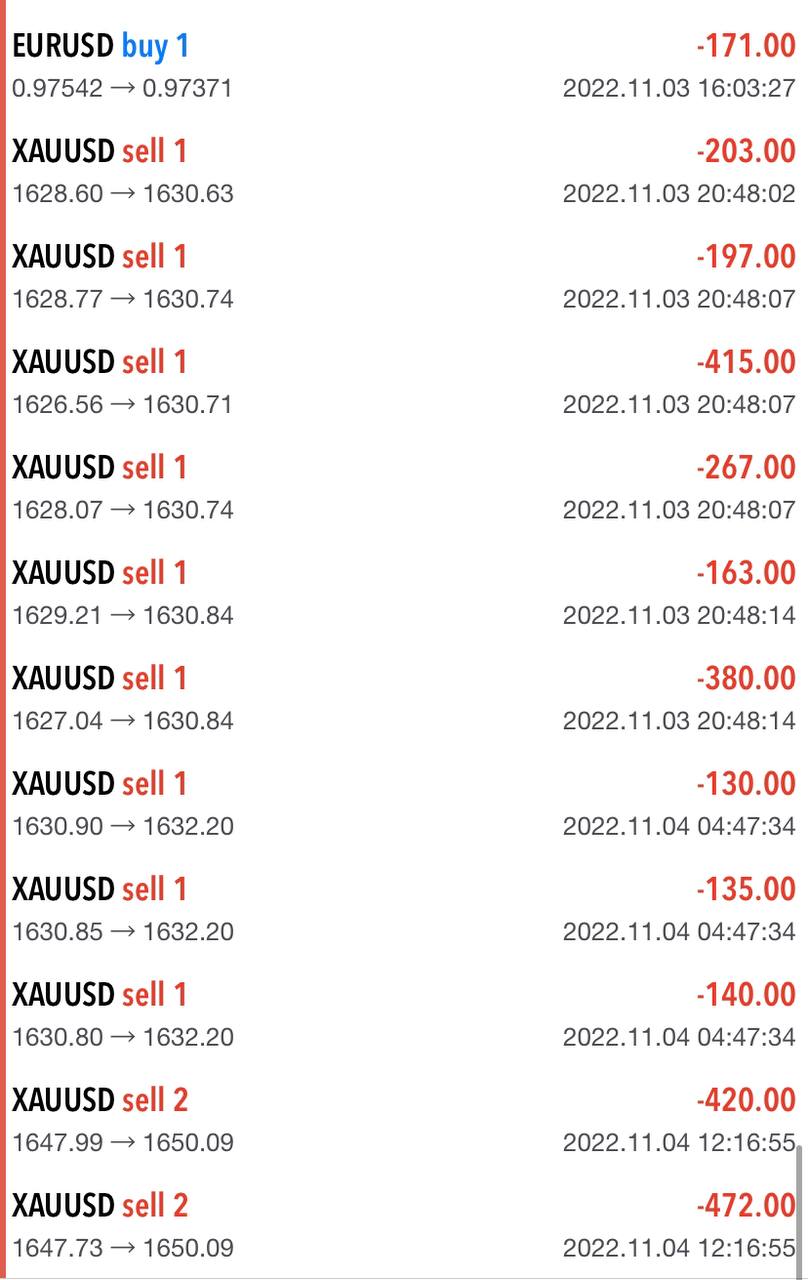 EURUSD buy 1 -171.00
0.97542 → 0.97371 2022.11.03 16:03:27
XAUUSD sell 1 -203.00
1628.60 → 1630.63 2022.11.03 20:48:02
XAUUSD sell 1 -197.00
1628.77 → 1630.74 2022.11.03 20:48:07
XAUUSD sell 1 -415.00
1626.56 → 1630.71 2022.11.03 20:48:07
XAUUSD sell 1 -267.00
1628.07 → 1630.74 2022.11.03 20:48:07
XAUUSD sell 1 -163.00
1629.21 → 1630.84 2022.11.03 20:48:14
XAUUSD sell 1 -380.00
1627.04 → 1630.84 2022.11.03 20:48:14
XAUUSD sell 1 -130.00
1630.90 → 1632.20 2022.11.04 04:47:34
XAUUSD sell 1 -135.00
1630.85 → 1632.20 2022.11.04 04:47:34
XAUUSD sell 1 -140.00
1630.80 → 1632.20 2022.11.04 04:47:34
XAUUSD sell 2 -420.00
1647.99 → 1650.09 2022.11.04 12:16:55
XAUUSD sell 2 -472.00
1647.73 → 1650.09 2022.11.04 12:16:55